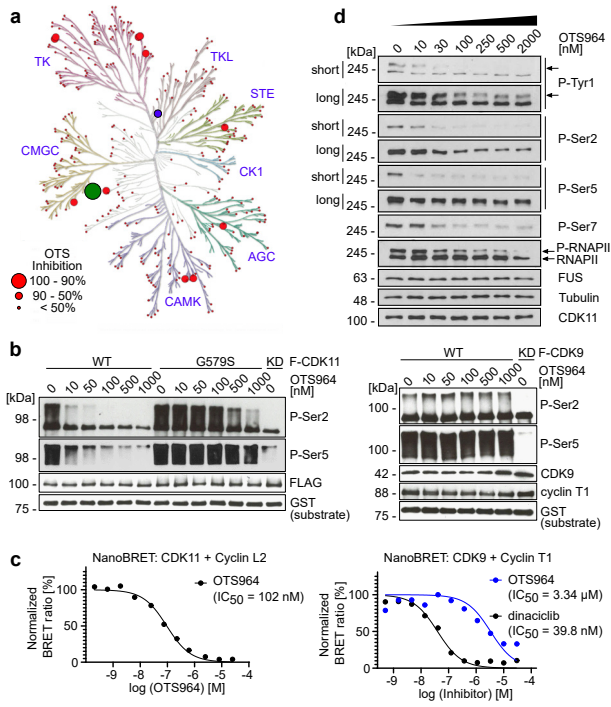 a
TK
TKL
STE
CMGC
CK1
AGC
CAMK
OTS
Inhibition
100 - 90%
90 - 50%
< 50%
d
OTS964
[nM]
[kDa] 0 10 30 100 250 500 2000
short 245 -
P-Tyr1
long 245 -
short 245 -
P-Ser2
long 245 -
short 245 -
P-Ser5
long 245 -
245 - P-Ser7
245 - P-RNAPII
RNAPII
63 - FUS
48 - Tubulin
100 - CDK11
b
WT G579S KD F-CDK11
OTS964
[nM]
0 10 50 100 500 1000 0 10 50 100 500 1000 0
[kDa]
98 - P-Ser2
98 - P-Ser5
100 - FLAG
75 - GST
(substrate)
WT KD F-CDK9
OTS964
[nM]
0 10 50 100 500 1000 0
[kDa]
100 - P-Ser2
100 - P-Ser5
42 - CDK9
88 - cyclin T1
75 - GST
(substrate)
c
NanoBRET: CDK11 + Cyclin L2
OTS964
(IC50 = 102 nM)
Normalized
BRET ratio [%]
100
50
0
-10 -9 -8 -7 -6 -5 -4
log (OTS964) [M]
NanoBRET: CDK9 + Cyclin T1
OTS964
(IC50 = 3.34 µM)
dinaciclib
(IC50 = 39.8 nM)
Normalized
BRET ratio [%]
100
50
0
-9 -8 -7 -6 -5 -4
log (Inhibitor) [M]